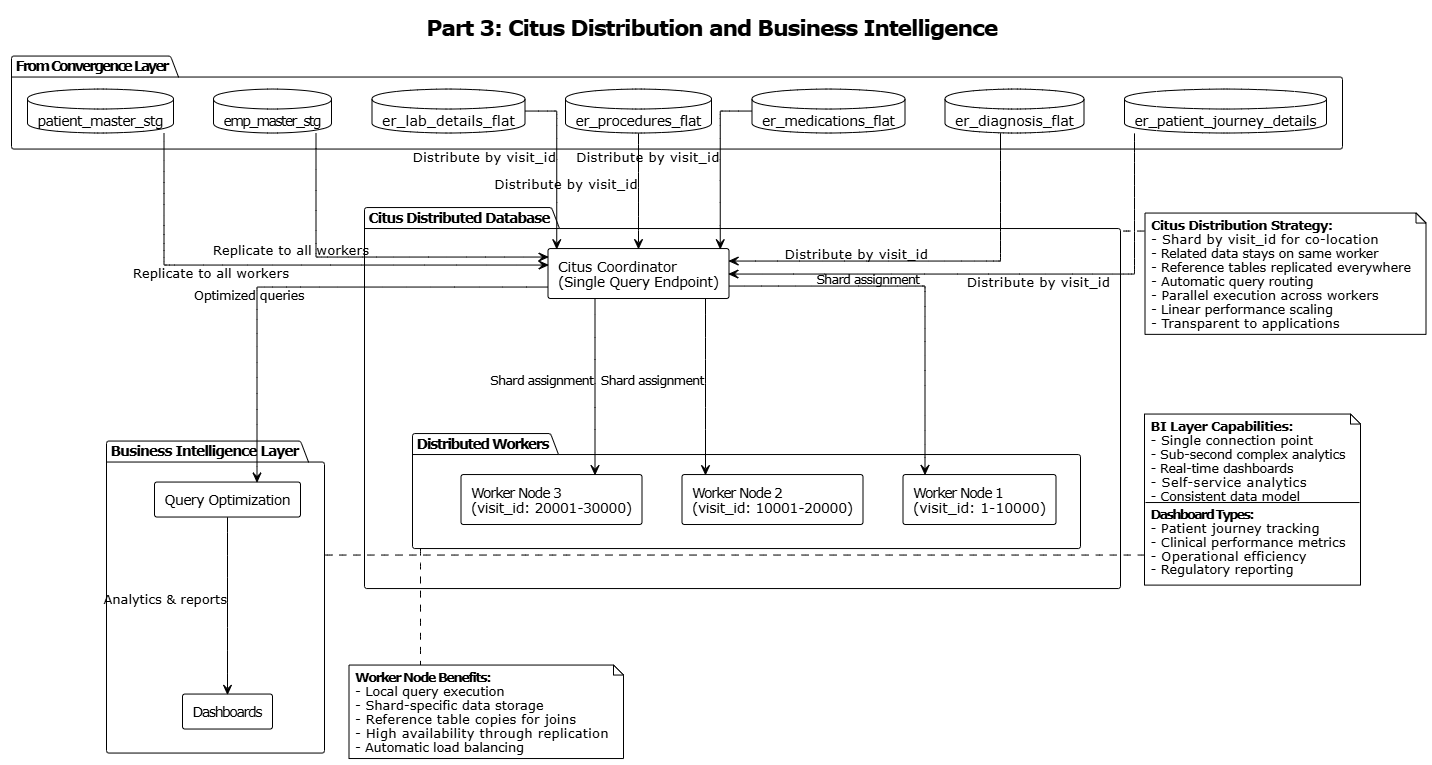 Part 3: Citus Distribution and Business Intelligence
From Convergence Layer
patient_master_stg
emp_master_stg
er_lab_details_flat
er_procedures_flat
er_medications_flat
er_diagnosis_flat
er_patient_journey_details
Distribute by visit_id
Distribute by visit_id
Distribute by visit_id
Citus Distributed Database
Replicate to all workers
Replicate to all workers
Optimized queries
Citus Coordinator
(Single Query Endpoint)
Distribute by visit_id
Shard assignment
Distribute by visit_id
Citus Distribution Strategy:
- Shard by visit_id for co-location
- Related data stays on same worker
- Reference tables replicated everywhere
- Automatic query routing
- Parallel execution across workers
- Linear performance scaling
- Transparent to applications
Shard assignment
Shard assignment
Business Intelligence Layer
Query Optimization
Analytics & reports
Dashboards
Distributed Workers
Worker Node 3
(visit_id: 20001-30000)
Worker Node 2
(visit_id: 10001-20000)
Worker Node 1
(visit_id: 1-10000)
BI Layer Capabilities:
- Single connection point
- Sub-second complex analytics
- Real-time dashboards
- Self-service analytics
- Consistent data model
Dashboard Types:
- Patient journey tracking
- Clinical performance metrics
- Operational efficiency
- Regulatory reporting
Worker Node Benefits:
- Local query execution
- Shard-specific data storage
- Reference table copies for joins
- High availability through replication
- Automatic load balancing